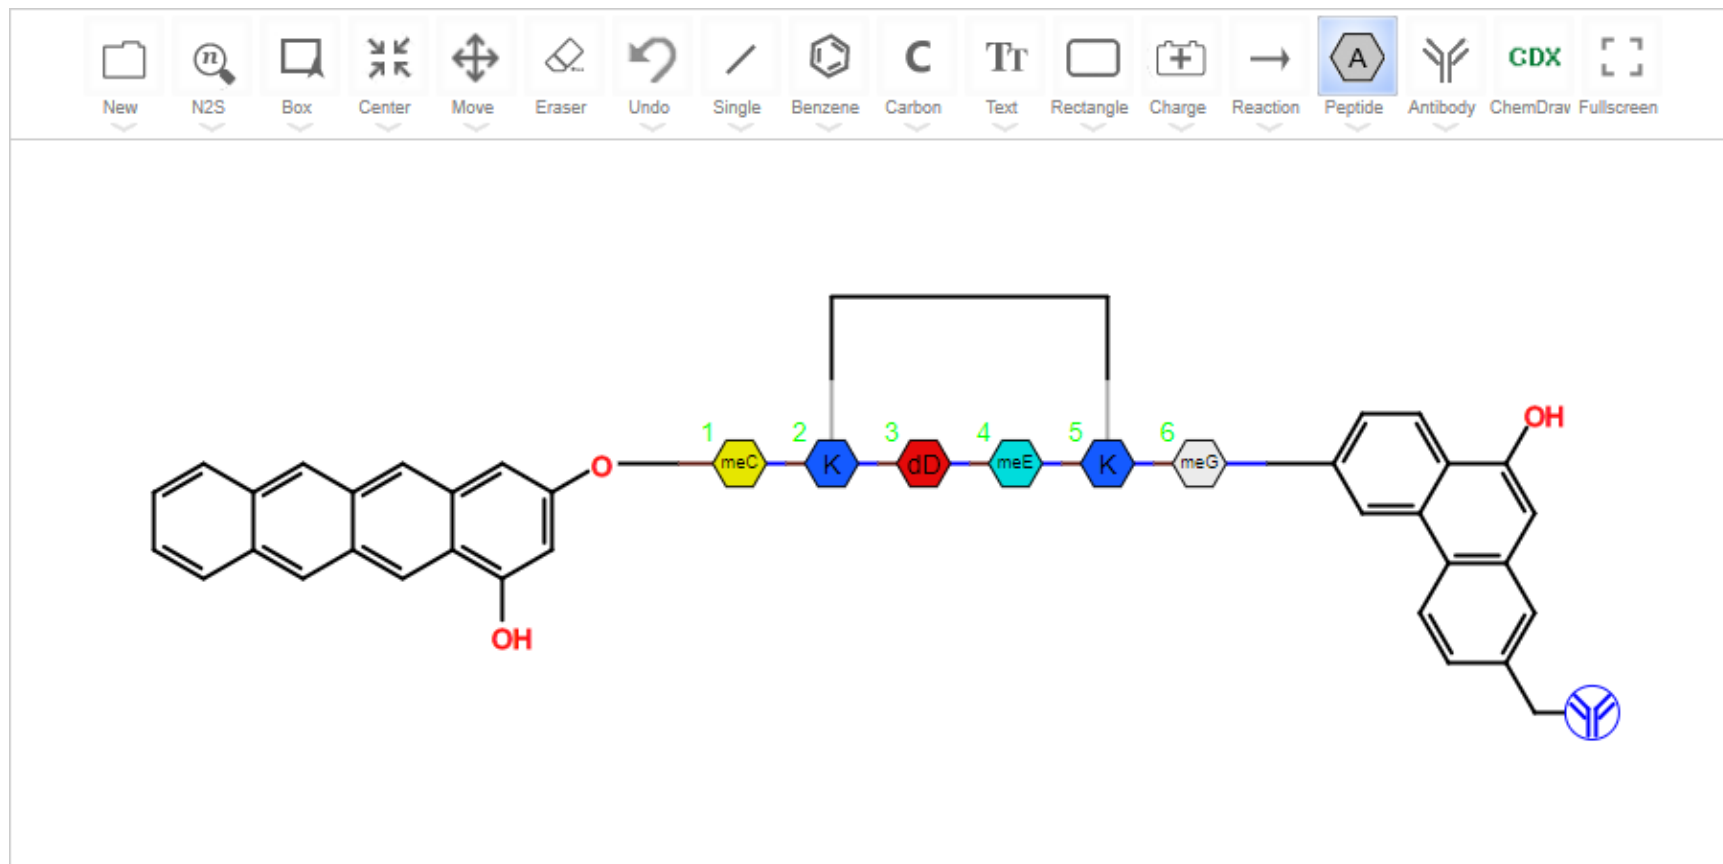 n
C
TT
A
CDX
New
N2S
Box
Center
Move
Eraser
Undo
Single
Benzene
Carbon
Text
Rectangle
Charge
Reaction
Peptide
Antibody
ChemDrav
Fullscreen
OH
1 2 3 4 5 6
O
meC K dD meE K meG
OH